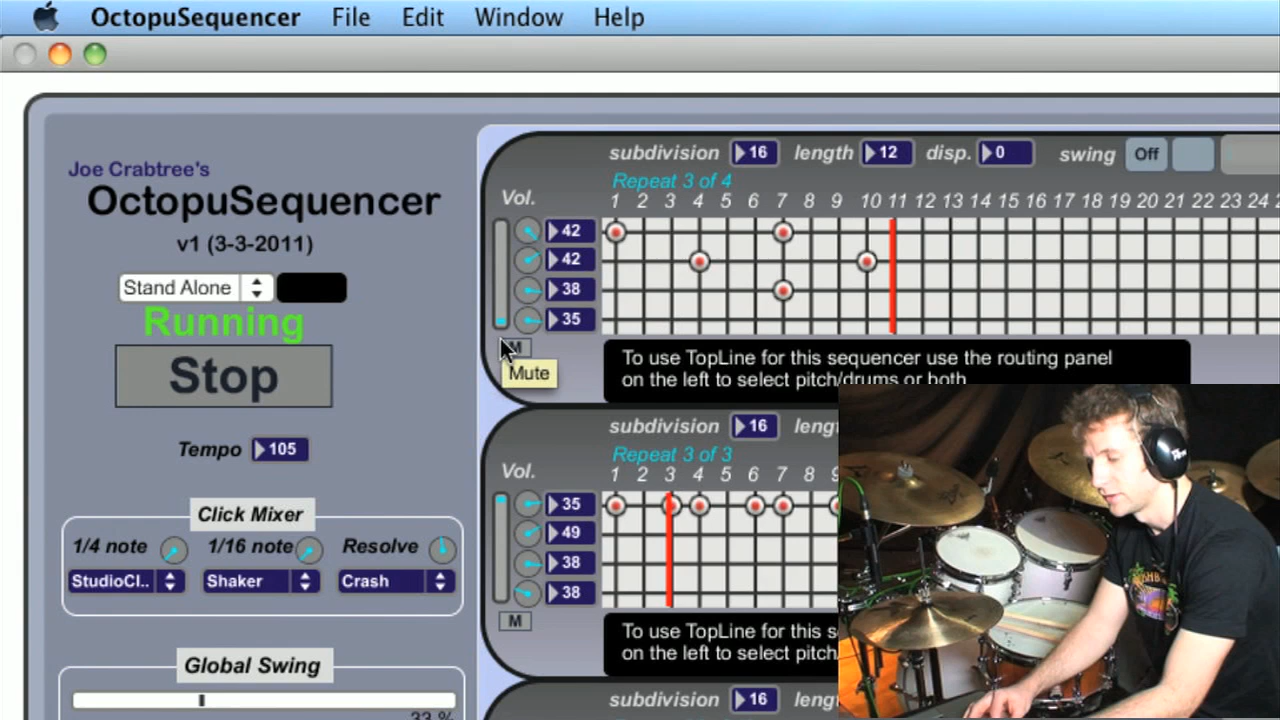 OctopuSequencer File Edit Window Help
Joe Crabtree's
OctopuSequencer
v1 (3-3-2011)
Stand Alone
Running
Stop
Tempo 105
Click Mixer
1/4 note 1/16 note Resolve
StudioCl.. Shaker Crash
Global Swing
33 %
subdivision 16 length 12 disp. 0 swing Off
Repeat 3 of 4
Vol. 1 2 3 4 5 6 7 8 9 10 11 12 13 14 15 16 17 18 19 20 21 22 23 24
42
42
38
35
M
Mute
To use TopLine for this sequencer use the routing panel
on the left to select pitch/drums or both
subdivision 16
Repeat 3 of 3
Vol. 1 2 3 4 5 6 7 8
35
49
38
38
M
To use TopLine for this
on the left to select pitch/
subdivision 16